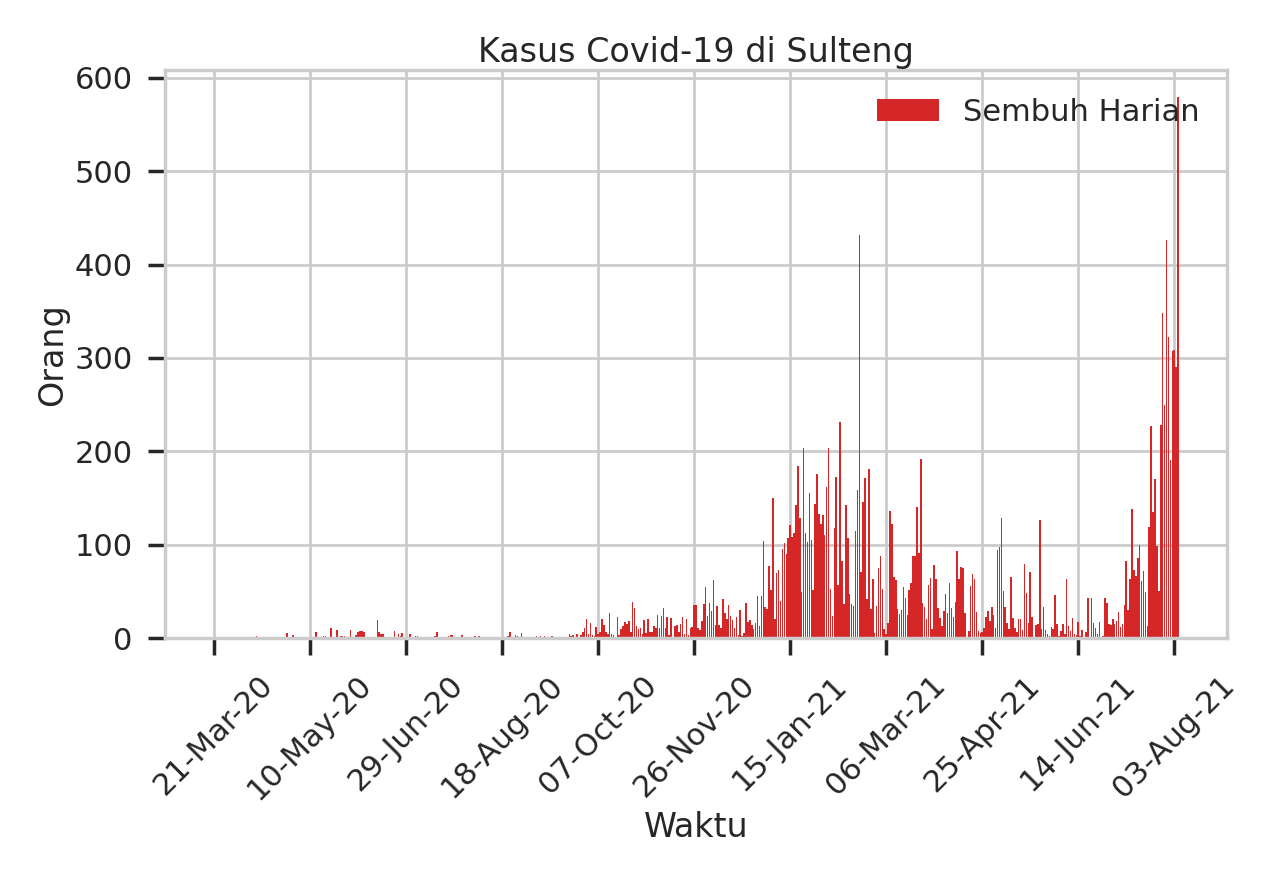 Kasus Covid-19 di Sulteng
Sembuh Harian
600
500
400
300
200
100
0
Orang
21-Mar-20
10-May-20
29-Jun-20
18-Aug-20
07-Oct-20
26-Nov-20
15-Jan-21
06-Mar-21
25-Apr-21
14-Jun-21
03-Aug-21
Waktu